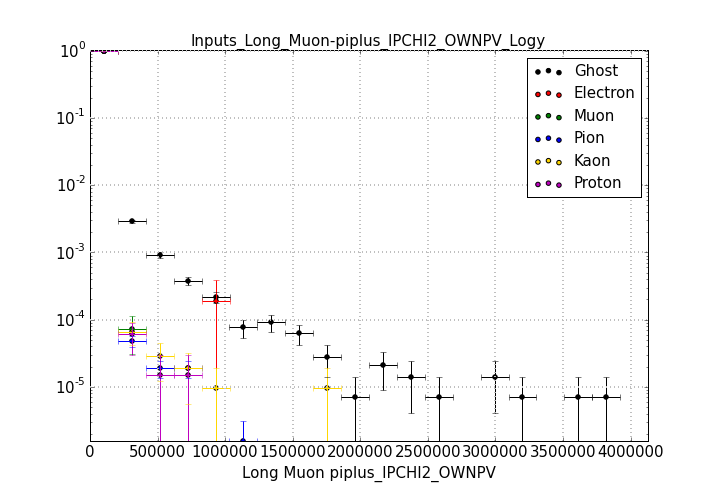 Inputs_Long_Muon-piplus_IPCHI2_OWNPV_Logy
10^0
10^-1
10^-2
10^-3
10^-4
10^-5
Ghost
Electron
Muon
Pion
Kaon
Proton
0 500000 1000000 1500000 2000000 2500000 3000000 3500000 4000000
Long Muon piplus_IPCHI2_OWNPV